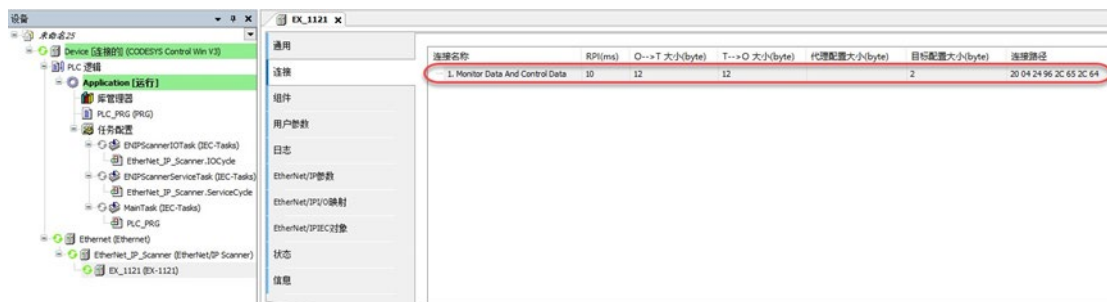 设备
未命名25
Device [连接的] (CODESYS Control Win V3)
PLC 逻辑
Application [运行]
库管理器
PLC_PRG (PRG)
任务配置
ENIPScannerIOTask (IEC-Tasks)
EtherNet_IP_Scanner.IOCycle
ENIPScannerServiceTask (IEC-Tasks)
EtherNet_IP_Scanner.ServiceCycle
MainTask (IEC-Tasks)
PLC_PRG
Ethernet (Ethernet)
EtherNet_IP_Scanner (EtherNet/IP Scanner)
EX_1121 (EX-1121)
EX_1121
通用
连接
组件
用户参数
日志
EtherNet/IP参数
EtherNet/IPI/O映射
EtherNet/IPIEC对象
状态
信息
连接名称 RPI(ms) O-->T 大小(byte) T-->O 大小(byte) 代理配置大小(byte) 目标配置大小(byte) 连接路径
1. Monitor Data And Control Data 10 12 12 2 20 04 24 96 2C 65 2C 64